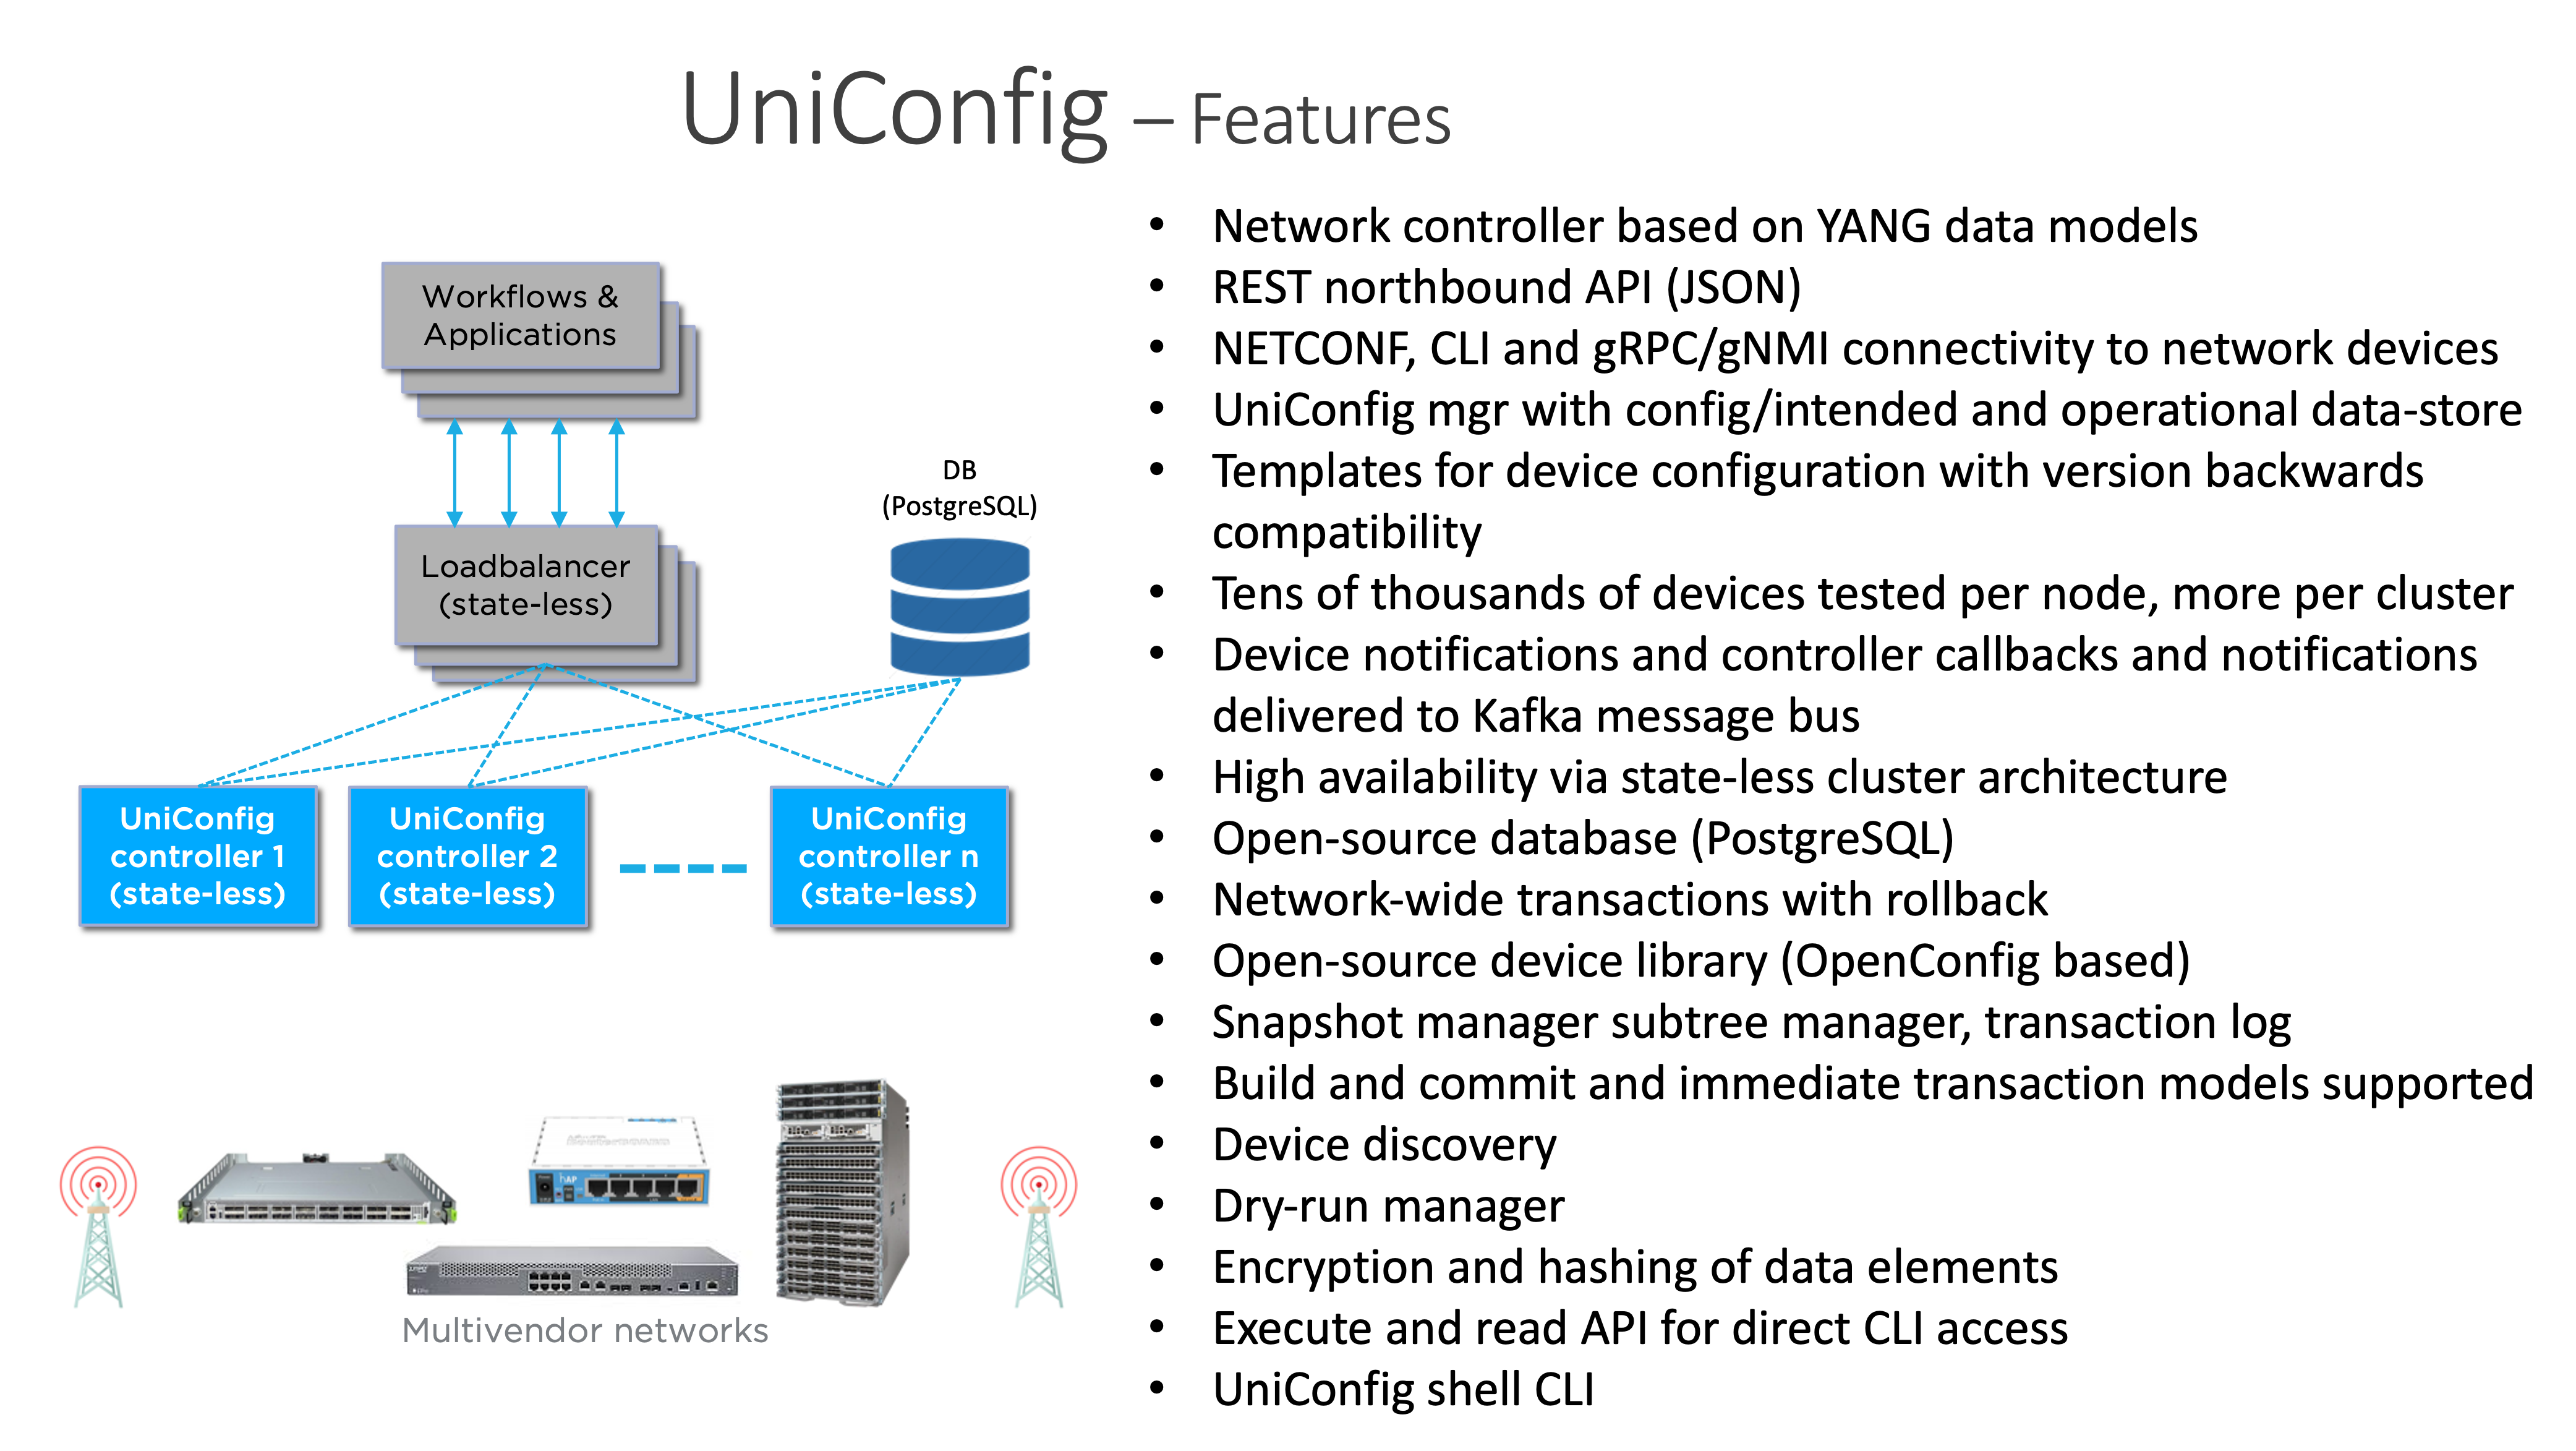 UniConfig – Features
Workflows &
Applications
Loadbalancer
(state-less)
DB
(PostgreSQL)
UniConfig
controller 1
(state-less)
UniConfig
controller 2
(state-less)
UniConfig
controller n
(state-less)
hAP
Multivendor networks
• Network controller based on YANG data models
• REST northbound API (JSON)
• NETCONF, CLI and gRPC/gNMI connectivity to network devices
• UniConfig mgr with config/intended and operational data-store
• Templates for device configuration with version backwards
compatibility
• Tens of thousands of devices tested per node, more per cluster
• Device notifications and controller callbacks and notifications
delivered to Kafka message bus
• High availability via state-less cluster architecture
• Open-source database (PostgreSQL)
• Network-wide transactions with rollback
• Open-source device library (OpenConfig based)
• Snapshot manager subtree manager, transaction log
• Build and commit and immediate transaction models supported
• Device discovery
• Dry-run manager
• Encryption and hashing of data elements
• Execute and read API for direct CLI access
• UniConfig shell CLI